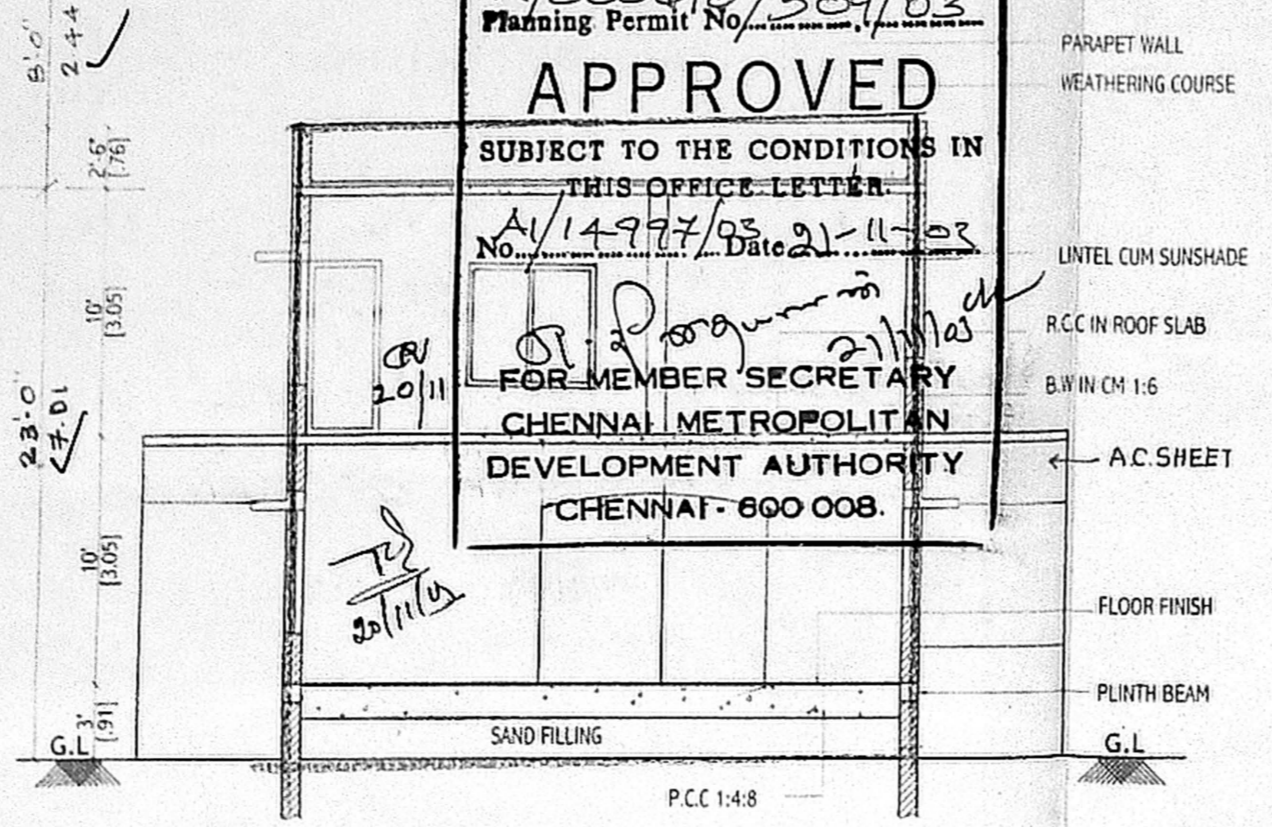 Planning Permit No.
APPROVED
SUBJECT TO THE CONDITIONS IN
THIS OFFICE LETTER.
No. A1/14997/03 Date 21-11-03
21/11/03
FOR MEMBER SECRETARY
CHENNAI METROPOLITAN
DEVELOPMENT AUTHORITY
CHENNAI - 600 008.
8'-0"
2.44
2'-6"
[.76]
10'
[3.05]
23'-0"
7.01
10'
[3.05]
3'
[.91]
G.L
20/11
20/11/03
PARAPET WALL
WEATHERING COURSE
LINTEL CUM SUNSHADE
R.C.C IN ROOF SLAB
B.W IN CM 1:6
A.C. SHEET
FLOOR FINISH
PLINTH BEAM
G.L
SAND FILLING
P.C.C 1:4:8